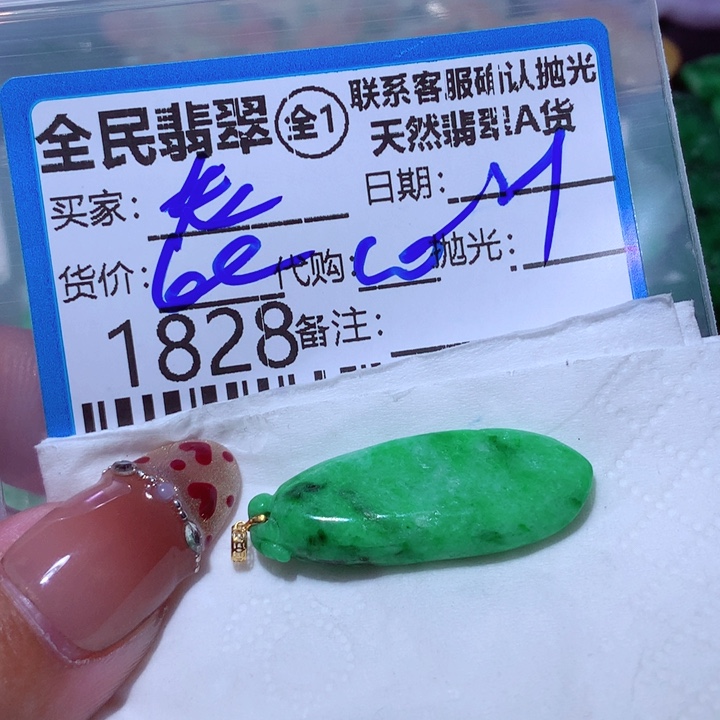 全民翡翠 全1 联系客服确认抛光
天然翡翠A货
买家: 日期:
货价: 代购: 抛光:
1828 备注: